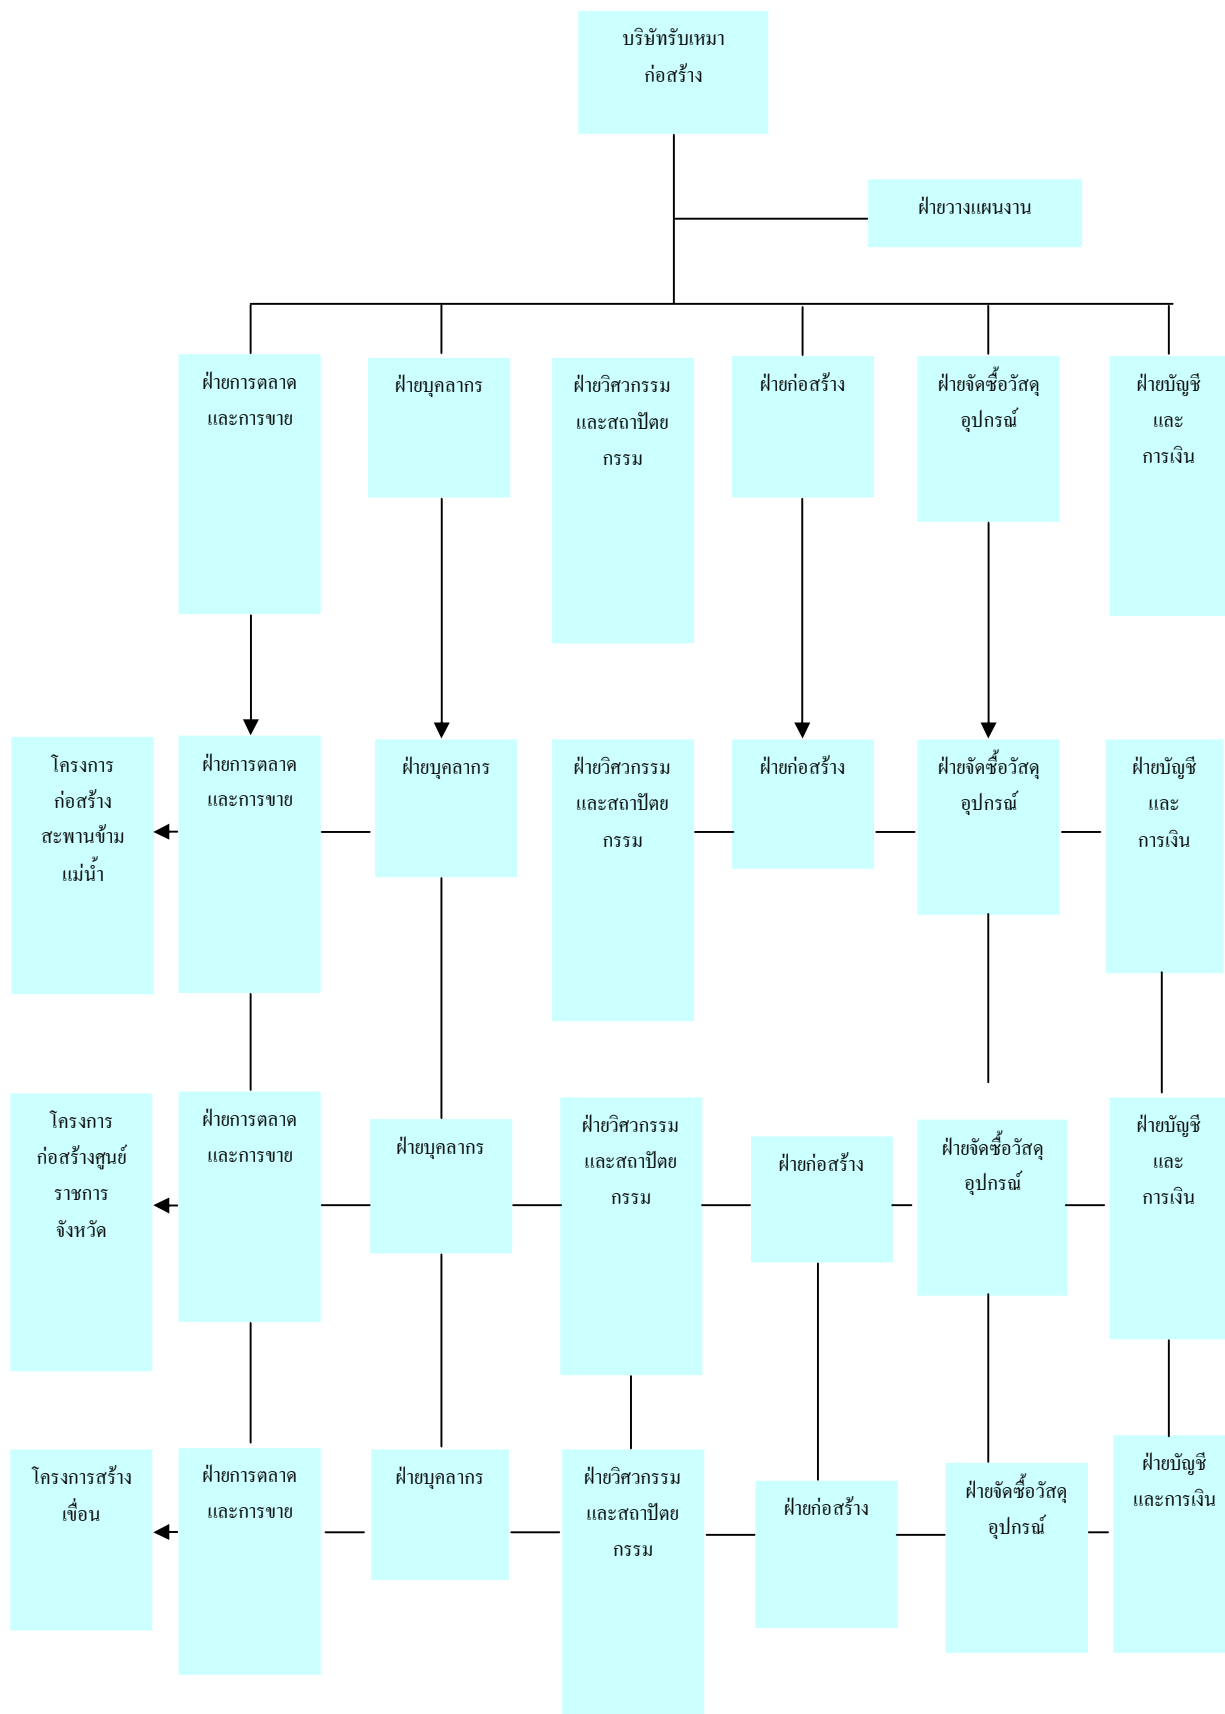 บริษัทรับเหมา
ก่อสร้าง
ฝ่ายวางแผนงาน
ฝ่ายการตลาด
และการขาย
ฝ่ายบุคลากร
ฝ่ายวิศวกรรม
และสถาปัตย
กรรม
ฝ่ายก่อสร้าง
ฝ่ายจัดซื้อวัสดุ
อุปกรณ์
ฝ่ายบัญชี
และ
การเงิน
โครงการ
ก่อสร้าง
สะพานข้าม
แม่น้ำ
ฝ่ายการตลาด
และการขาย
ฝ่ายบุคลากร
ฝ่ายวิศวกรรม
และสถาปัตย
กรรม
ฝ่ายก่อสร้าง
ฝ่ายจัดซื้อวัสดุ
อุปกรณ์
ฝ่ายบัญชี
และ
การเงิน
โครงการ
ก่อสร้างศูนย์
ราชการ
จังหวัด
ฝ่ายการตลาด
และการขาย
ฝ่ายบุคลากร
ฝ่ายวิศวกรรม
และสถาปัตย
กรรม
ฝ่ายก่อสร้าง
ฝ่ายจัดซื้อวัสดุ
อุปกรณ์
ฝ่ายบัญชี
และ
การเงิน
โครงการสร้าง
เขื่อน
ฝ่ายการตลาด
และการขาย
ฝ่ายบุคลากร
ฝ่ายวิศวกรรม
และสถาปัตย
กรรม
ฝ่ายก่อสร้าง
ฝ่ายจัดซื้อวัสดุ
อุปกรณ์
ฝ่ายบัญชี
และการเงิน